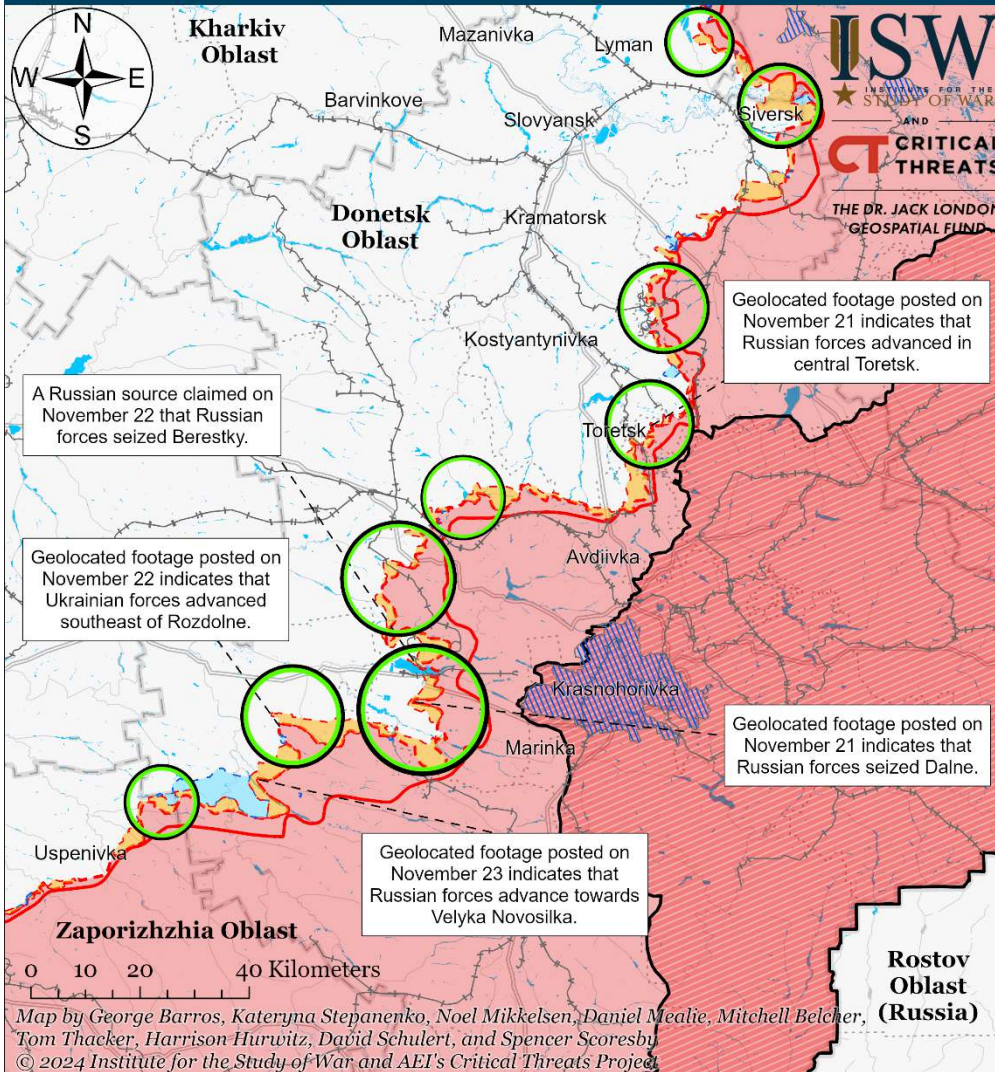 N
W
E
S
Kharkiv
Oblast
Mazanivka
Lyman
ISW
INSTITUTE FOR THE
STUDY OF WAR
AND
CT CRITICAL
THREATS
THE DR. JACK LONDON
GEOSPATIAL FUND
Barvinkove
Slovyansk
Siversk
Donetsk
Oblast
Kramatorsk
Kostyantynivka
Geolocated footage posted on
November 21 indicates that
Russian forces advanced in
central Toretsk.
A Russian source claimed on
November 22 that Russian
forces seized Berestky.
Toretsk
Avdiivka
Geolocated footage posted on
November 22 indicates that
Ukrainian forces advanced
southeast of Rozdolne.
Krasnohorivka
Marinka
Geolocated footage posted on
November 21 indicates that
Russian forces seized Dalne.
Uspenivka
Geolocated footage posted on
November 23 indicates that
Russian forces advance towards
Velyka Novosilka.
Zaporizhzhia Oblast
0 10 20 40 Kilometers
Rostov
Oblast
(Russia)
Map by George Barros, Kateryna Stepanenko, Noel Mikkelsen, Daniel Mealie, Mitchell Belcher,
Tom Thacker, Harrison Hurwitz, David Schulert, and Spencer Scoresby
© 2024 Institute for the Study of War and AEI's Critical Threats Project